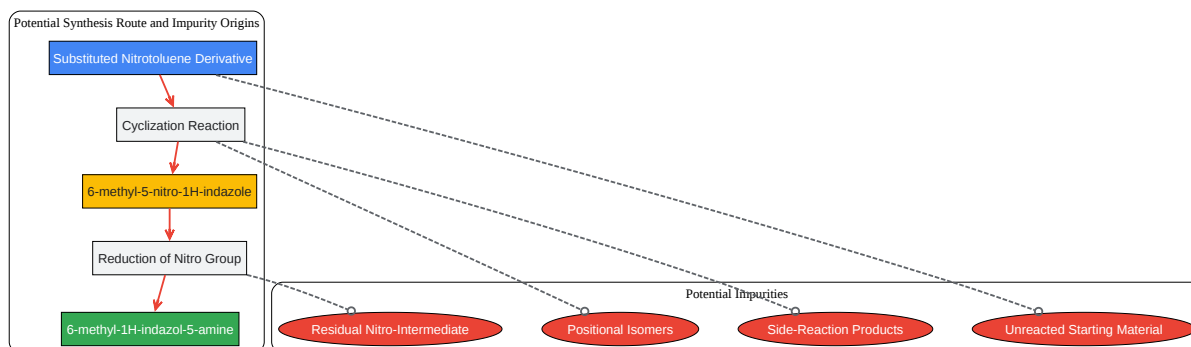 Potential Synthesis Route and Impurity Origins
Substituted Nitrotoluene Derivative
Cyclization Reaction
6-methyl-5-nitro-1H-indazole
Reduction of Nitro Group
6-methyl-1H-indazol-5-amine
Potential Impurities
Residual Nitro-Intermediate
Positional Isomers
Side-Reaction Products
Unreacted Starting Material